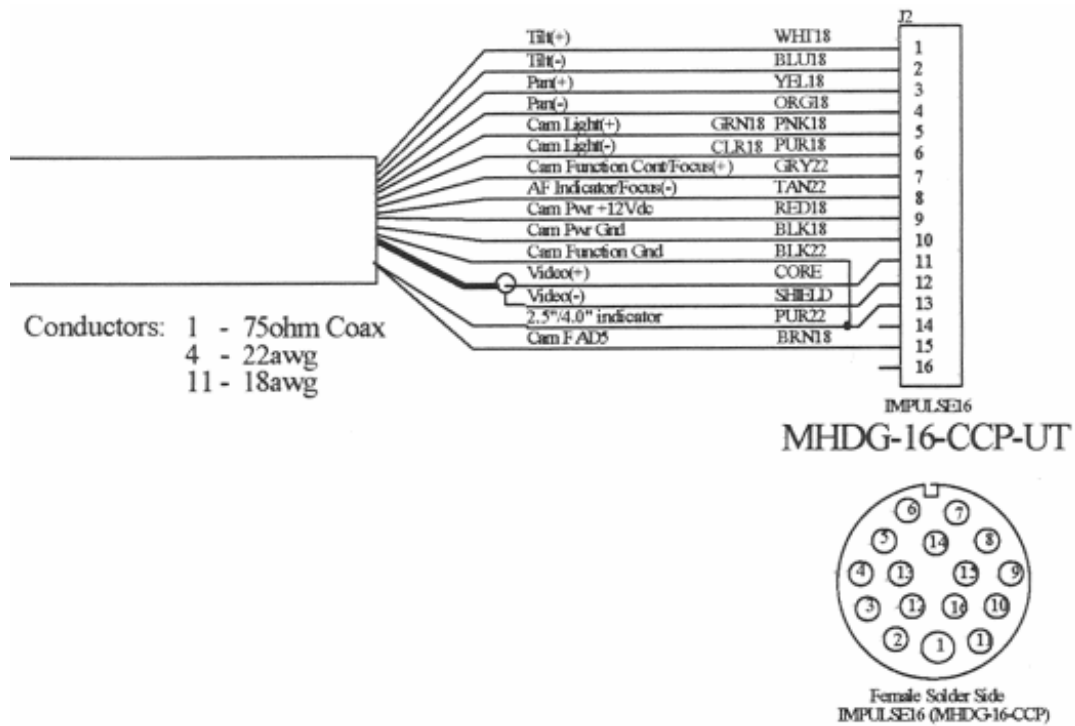 J2
Tilt(+) WHT18 1
Tilt(-) BLU18 2
Pan(+) YEL18 3
Pan(-) ORG18 4
Cam Light(+) GRN18 PNK18 5
Cam Light(-) CLR18 PUR18 6
Cam Function Cont/Focus(+) GRY22 7
AF Indicator/Focus(-) TAN22 8
Cam Pwr +12Vdc RED18 9
Cam Pwr Gnd BLK18 10
Cam Function Gnd BLK22 11
Video(+) CORE 12
Video(-) SHIELD 13
2.5"/4.0" indicator PUR22 14
Cam F AD5 BRN18 15
16
Conductors: 1 - 75ohm Coax
4 - 22awg
11 - 18awg
IMPULSE16
MHDG-16-CCP-UT
6 7
5 14 8
4 13 15 9
3 12 16 10
2 1 11
Female Solder Side
IMPULSE16 (MHDG-16-CCP)